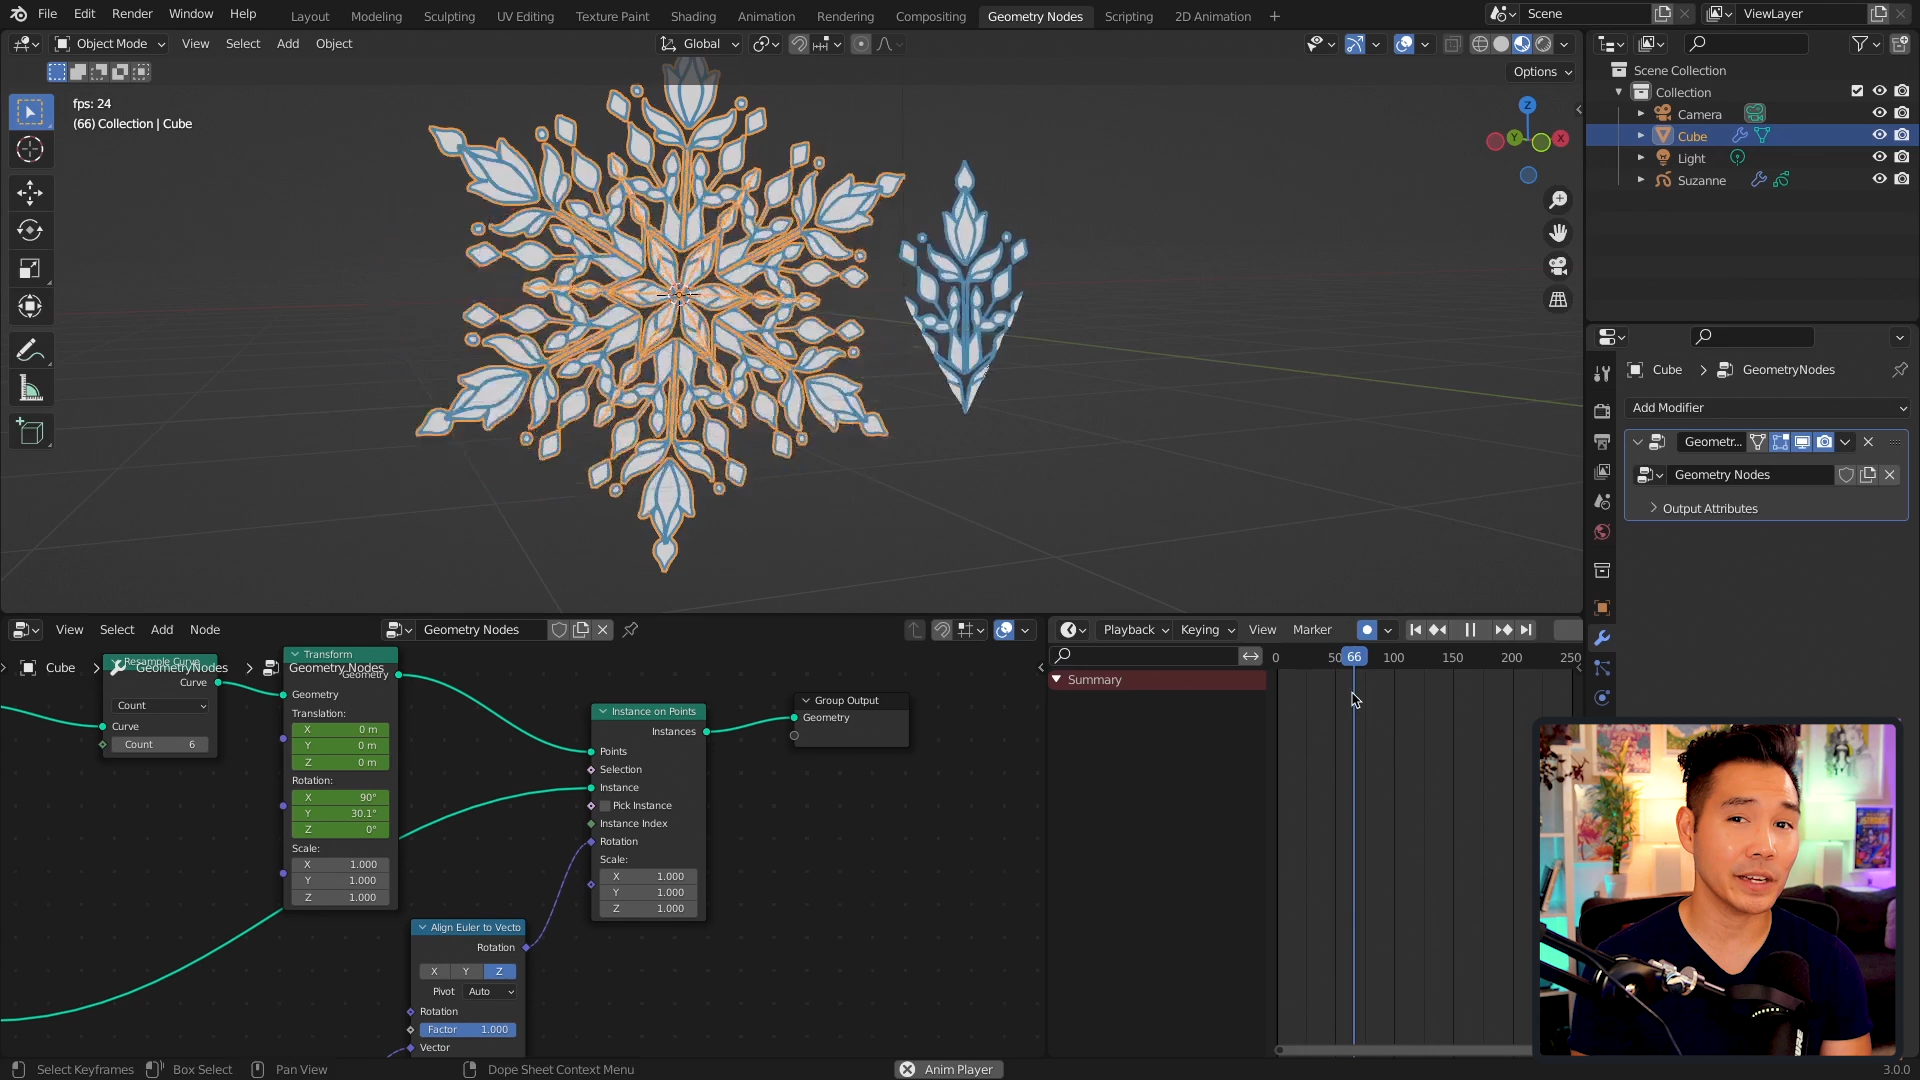 File Edit Render Window Help Layout Modeling Sculpting UV Editing Texture Paint Shading Animation Rendering Compositing Geometry Nodes Scripting 2D Animation + Scene ViewLayer
Object Mode View Select Add Object Global
Options
fps: 24
(66) Collection | Cube
Z
Y
X
Scene Collection
Collection
Camera
Cube
Light
Suzanne
Cube > GeometryNodes
Add Modifier
Geometr...
Geometry Nodes
Output Attributes
View Select Add Node Geometry Nodes
Cube > GeometryNodes > Geometry Nodes
Resample Curve
Curve
Count
Curve
Count 6
Transform
Geometry
Geometry
Translation:
X 0 m
Y 0 m
Z 0 m
Rotation:
X 90°
Y 30.1°
Z 0°
Scale:
X 1.000
Y 1.000
Z 1.000
Align Euler to Vecto
Rotation
X Y Z
Pivot Auto
Rotation
Factor 1.000
Vector
Instance on Points
Instances
Points
Selection
Instance
Pick Instance
Instance Index
Rotation
Scale:
X 1.000
Y 1.000
Z 1.000
Group Output
Geometry
Playback Keying View Marker
0 50 66 100 150 200 250
Summary
Select Keyframes Box Select Pan View Dope Sheet Context Menu Anim Player 3.0.0